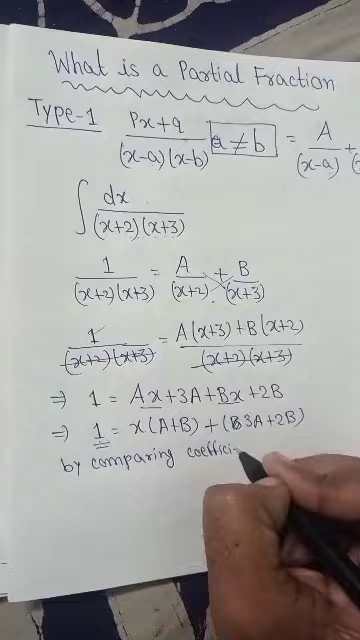 What is a Partial Fraction
Type-1 px+q/(x-a)(x-b) a ≠ b = A/(x-a) +
∫ dx/(x+2)(x+3)
1/(x+2)(x+3) = A/(x+2) + B/(x+3)
1/(x+2)(x+3) = A(x+3)+B(x+2)/(x+2)(x+3)
⇒ 1 = Ax+3A+Bx+2B
⇒ 1 = x(A+B)+(3A+2B)
by comparing coeffici